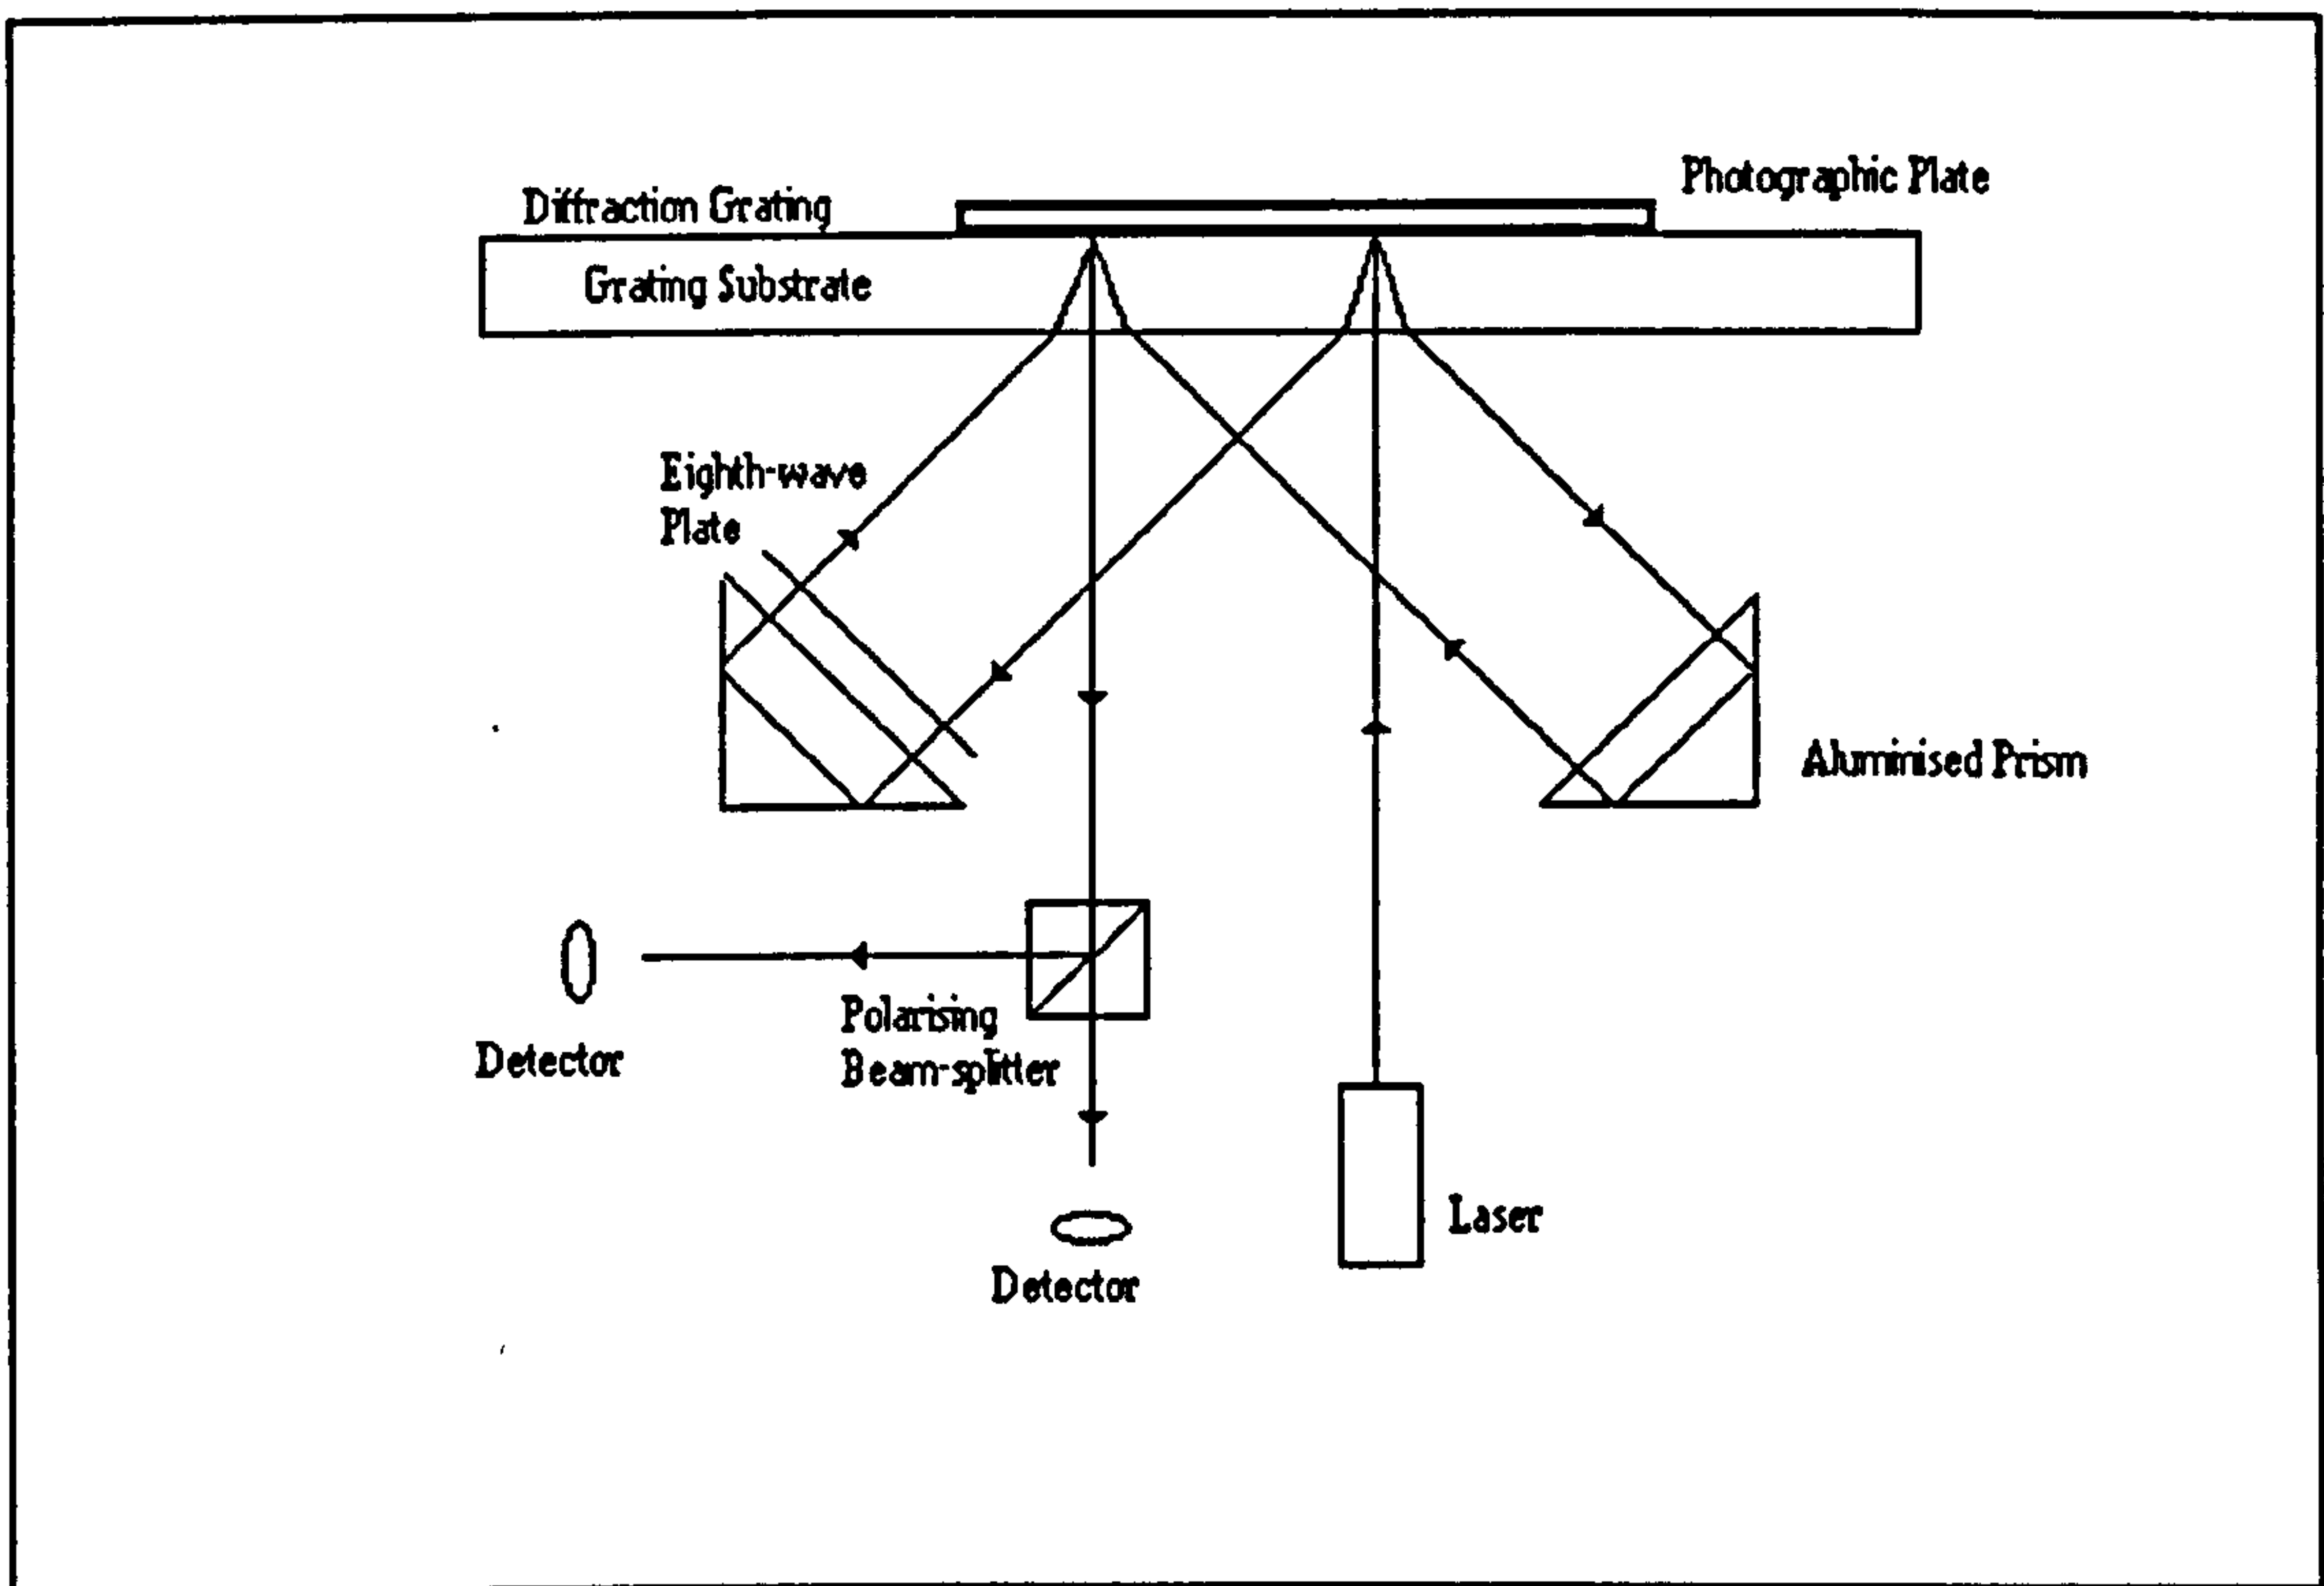 Photographic Plate
Diffraction Grating
Grating Substrate
Eighth-wave
Plate
Aluminised Prism
Polarising
Beam-splitter
Detector
Laser
Detector